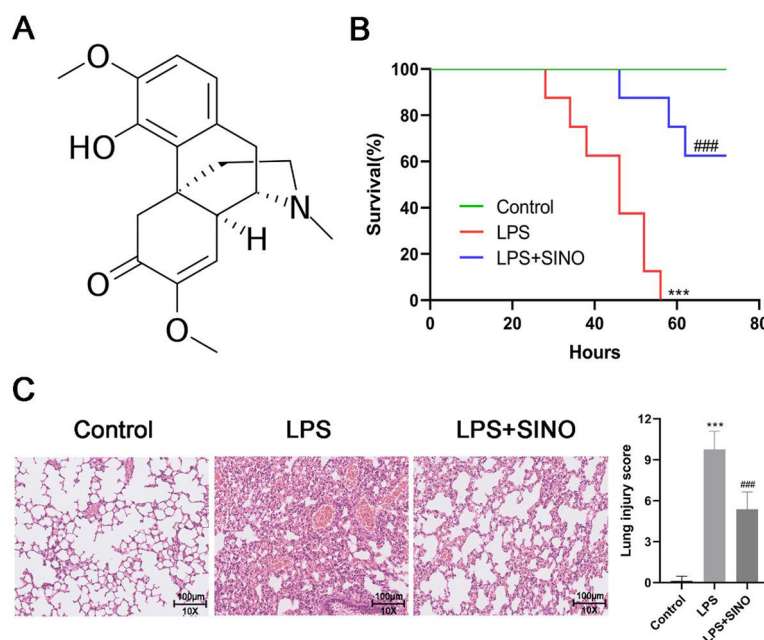 A
O
HO
N
H
O
O
B
Survival(%)
100
80
60
40
20
0
###
***
Control
LPS
LPS+SINO
0 20 40 60 80
Hours
C
Control LPS LPS+SINO
100μm
10X
100μm
10X
100μm
10X
Lung injury score
12
9
6
3
0
***
###
Control LPS LPS+SINO